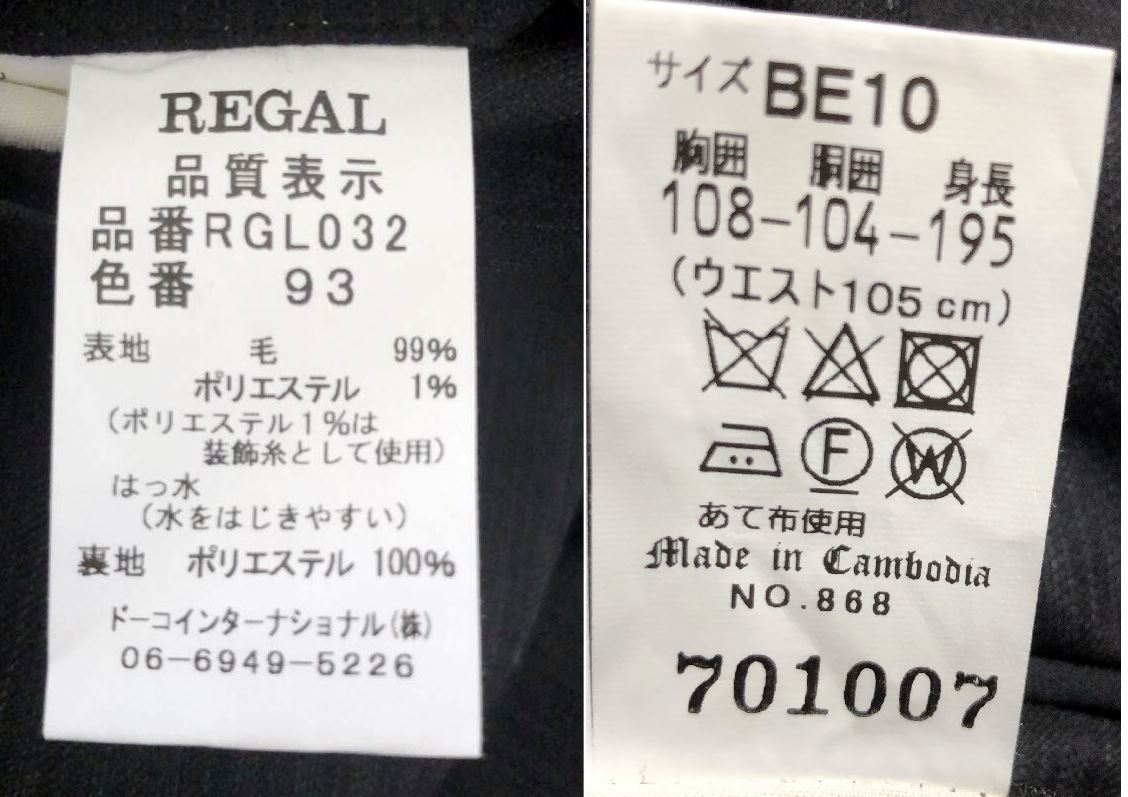 REGAL
品質表示
品番RGL032
色番 93
表地 毛 99%
ポリエステル 1%
(ポリエステル1%は
装飾糸として使用)
はっ水
(水をはじきやすい)
裏地 ポリエステル 100%
ドーコインターナショナル(株)
06-6949-5226
サイズ BE10
胸囲 胴囲 身長
108-104-195
(ウエスト105cm)
F W
あて布使用
Made in Cambodia
NO.868
701007